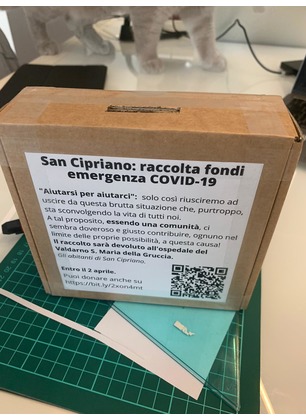 San Cipriano: raccolta fondi
emergenza COVID-19
"Aiutarsi per aiutarci": solo così riusciremo ad
uscire da questa brutta situazione che, purtroppo,
sta sconvolgendo la vita di tutti noi.
A tal proposito, essendo una comunità, ci
sembra doveroso e giusto contribuire, ognuno nel
limite delle proprie possibilità, a questa causa!
Il raccolto sarà devoluto all'ospedale del
Valdarno S. Maria della Gruccia.
Gli abitanti di San Cipriano.
Entro il 2 aprile.
Puoi donare anche su
https://bit.ly/2xon4mt